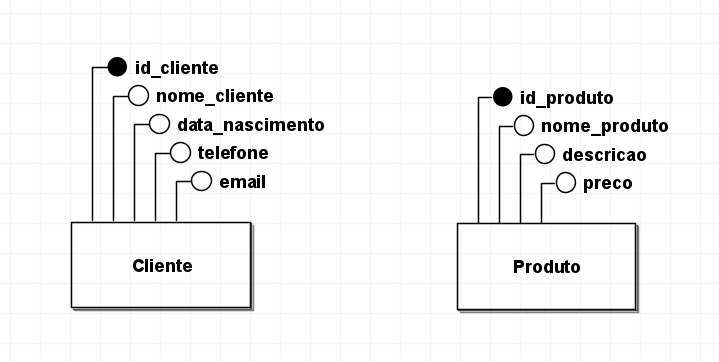 id_cliente
nome_cliente
data_nascimento
telefone
email
Cliente
id_produto
nome_produto
descricao
preco
Produto